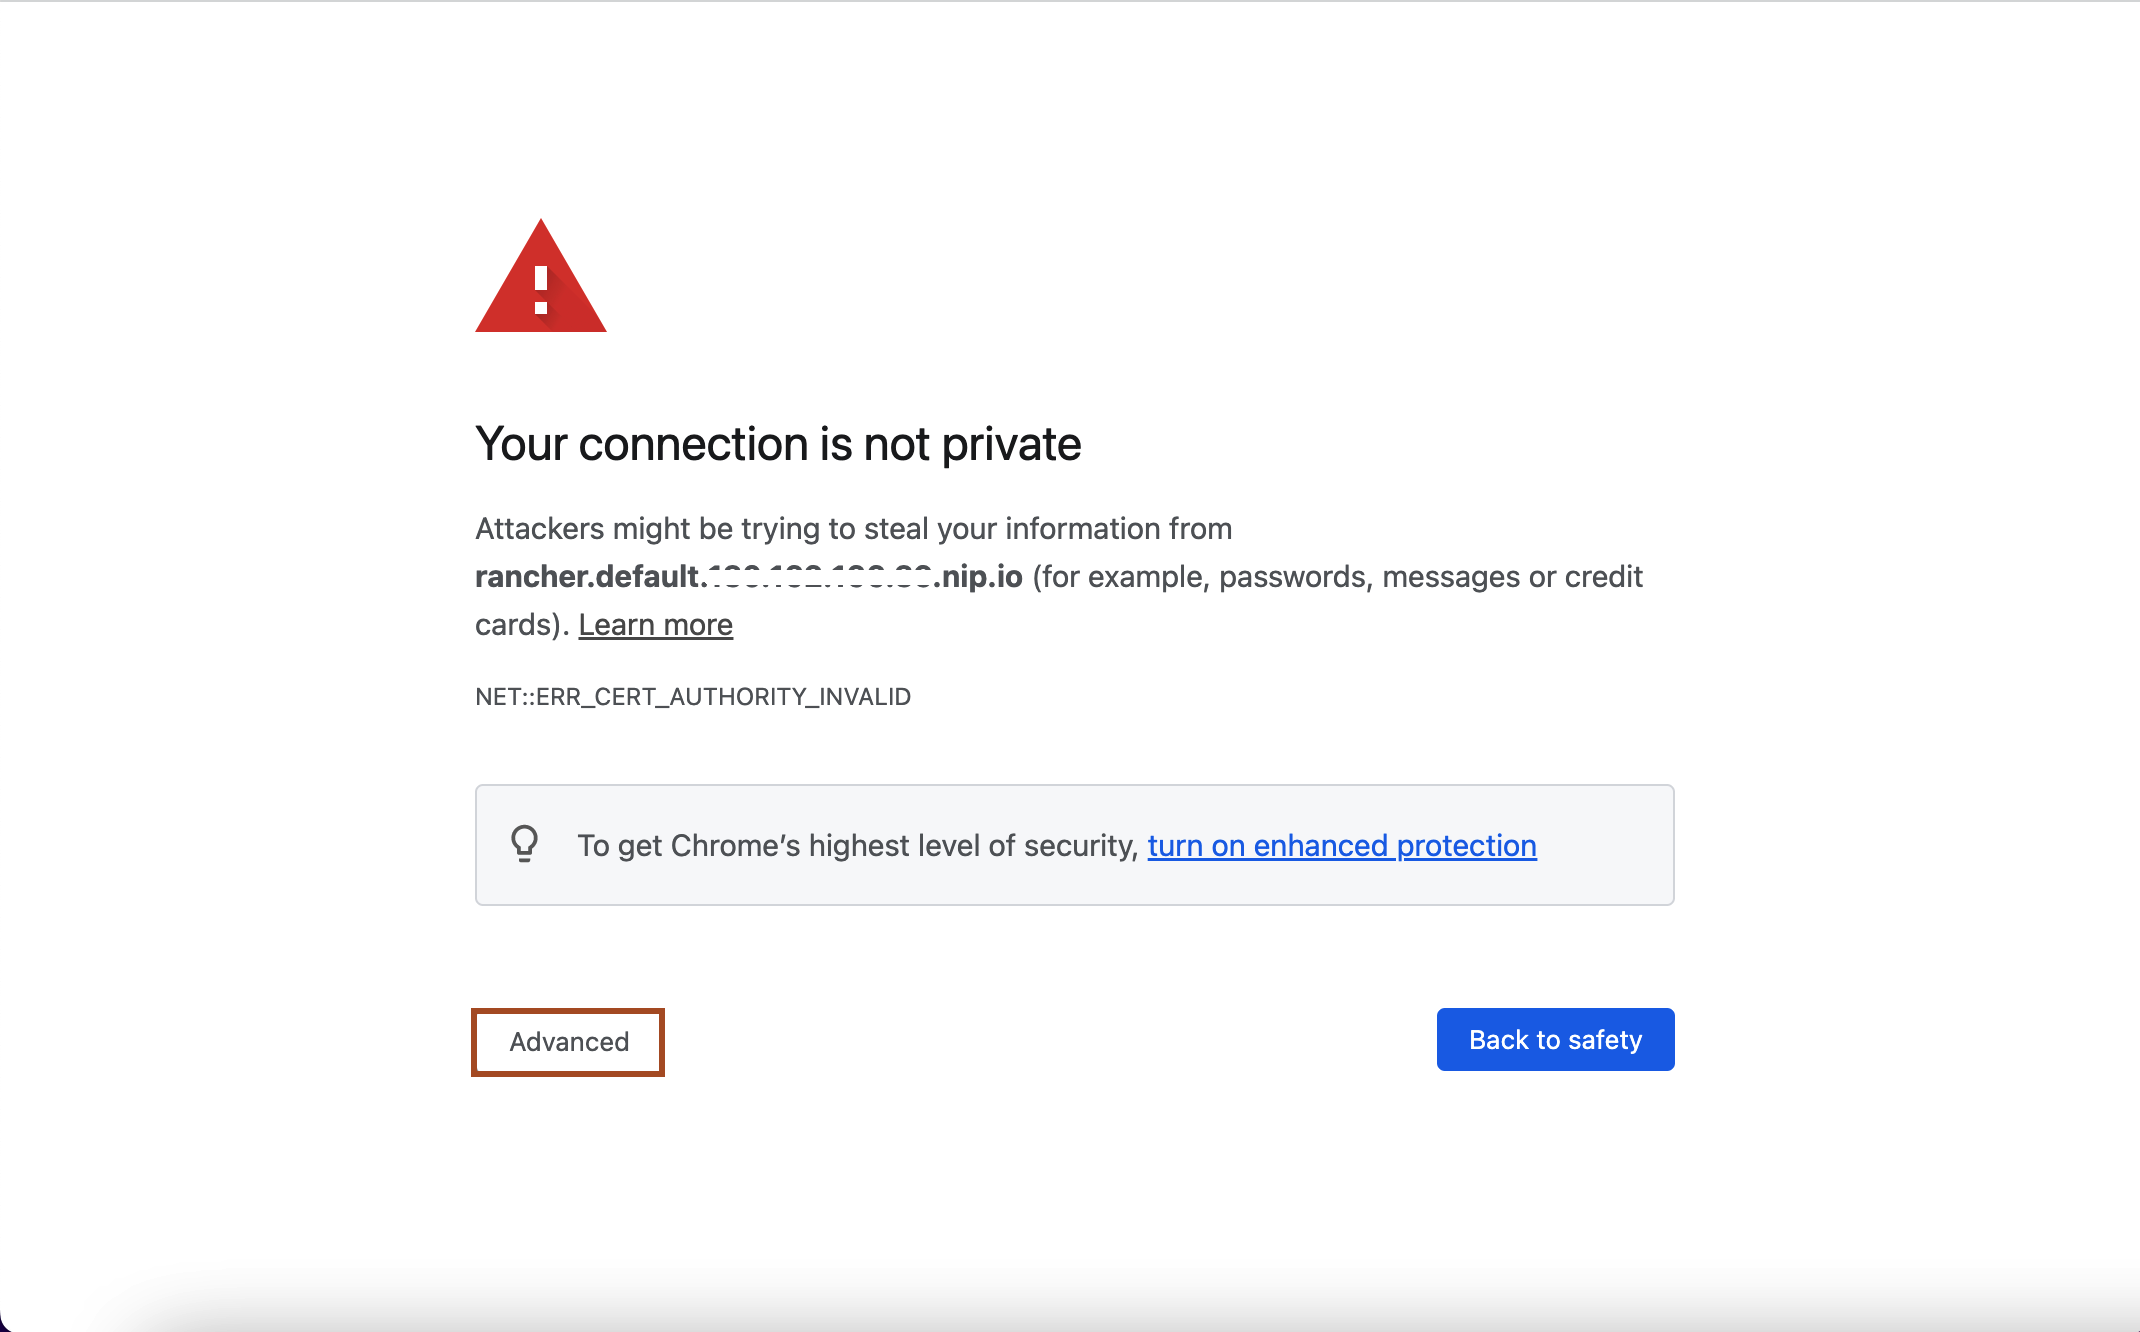 Your connection is not private
Attackers might be trying to steal your information from
rancher.default. .nip.io (for example, passwords, messages or credit
cards). Learn more
NET::ERR_CERT_AUTHORITY_INVALID
To get Chrome’s highest level of security, turn on enhanced protection
Advanced
Back to safety